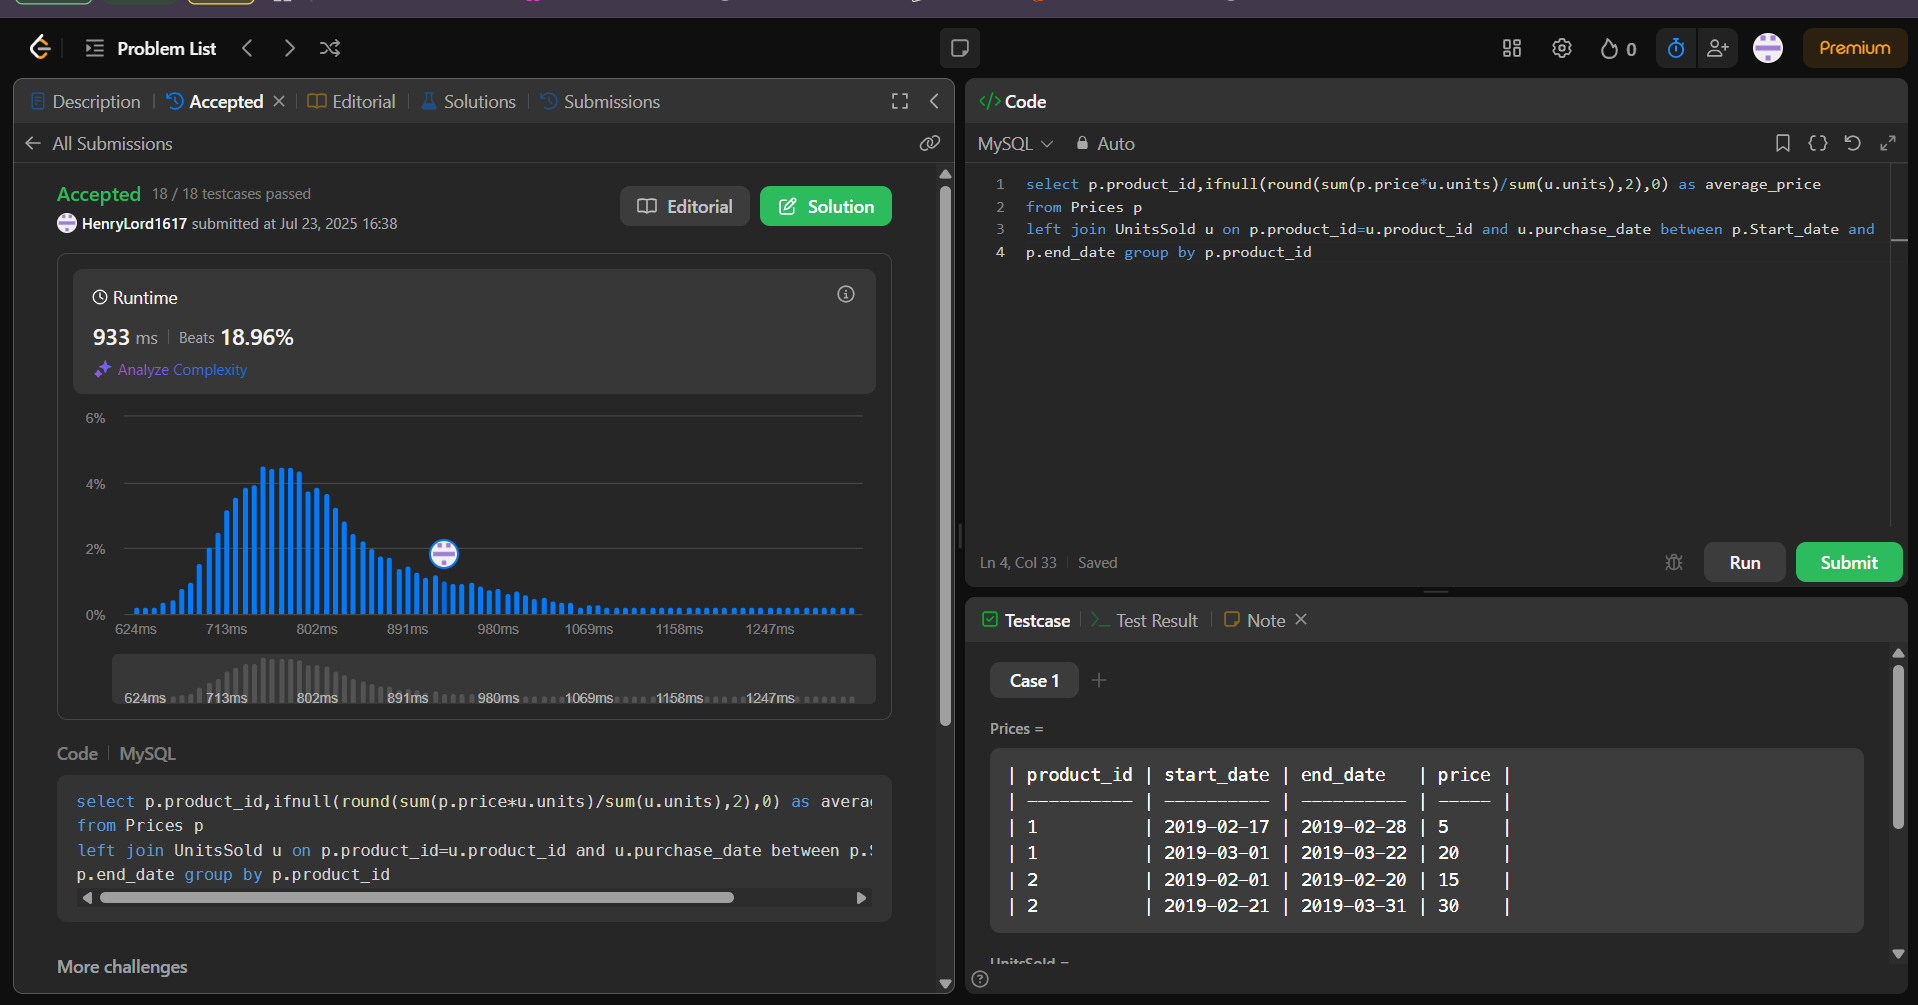 Problem List
0
Premium
Description
Accepted
Editorial
Solutions
Submissions
All Submissions
Accepted 18 / 18 testcases passed
HenryLord1617 submitted at Jul 23, 2025 16:38
Editorial
Solution
Runtime
933 ms Beats 18.96%
Analyze Complexity
6%
4%
2%
0%
624ms 713ms 802ms 891ms 980ms 1069ms 1158ms 1247ms
624ms 713ms 802ms 891ms 980ms 1069ms 1158ms 1247ms
Code MySQL
select p.product_id,ifnull(round(sum(p.price*u.units)/sum(u.units),2),0) as avera
from Prices p
left join UnitsSold u on p.product_id=u.product_id and u.purchase_date between p.
p.end_date group by p.product_id
More challenges
</> Code
MySQL Auto
1 select p.product_id,ifnull(round(sum(p.price*u.units)/sum(u.units),2),0) as average_price
2 from Prices p
3 left join UnitsSold u on p.product_id=u.product_id and u.purchase_date between p.Start_date and
4 p.end_date group by p.product_id
Ln 4, Col 33 Saved
Run
Submit
Testcase
>_ Test Result
Note
Case 1
+
Prices =
| product_id | start_date | end_date | price |
| ---------- | ---------- | ---------- | ----- |
| 1 | 2019-02-17 | 2019-02-28 | 5 |
| 1 | 2019-03-01 | 2019-03-22 | 20 |
| 2 | 2019-02-01 | 2019-02-20 | 15 |
| 2 | 2019-02-21 | 2019-03-31 | 30 |
UnitsSold =